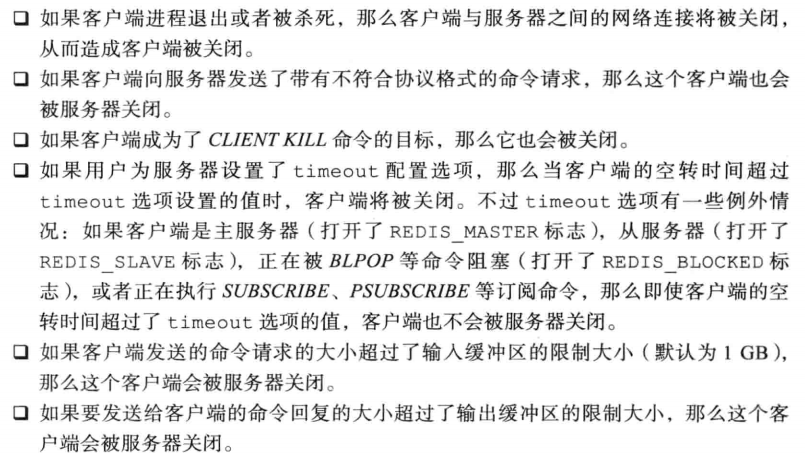 ❑ 如果客户端进程退出或者被杀死，那么客户端与服务器之间的网络连接将被关闭，
从而造成客户端被关闭。
❑ 如果客户端向服务器发送了带有不符合协议格式的命令请求，那么这个客户端也会
被服务器关闭。
❑ 如果客户端成为了 CLIENT KILL 命令的目标，那么它也会被关闭。
❑ 如果用户为服务器设置了 timeout 配置选项，那么当客户端的空转时间超过
timeout 选项设置的值时，客户端将被关闭。不过 timeout 选项有一些例外情
况：如果客户端是主服务器（打开了 REDIS_MASTER 标志），从服务器（打开了
REDIS_SLAVE 标志），正在被 BLPOP 等命令阻塞（打开了 REDIS_BLOCKED 标
志），或者正在执行 SUBSCRIBE、PSUBSCRIBE 等订阅命令，那么即使客户端的空
转时间超过了 timeout 选项的值，客户端也不会被服务器关闭。
❑ 如果客户端发送的命令请求的大小超过了输入缓冲区的限制大小（默认为 1 GB），
那么这个客户端会被服务器关闭。
❑ 如果要发送给客户端的命令回复的大小超过了输出缓冲区的限制大小，那么这个客
户端会被服务器关闭。